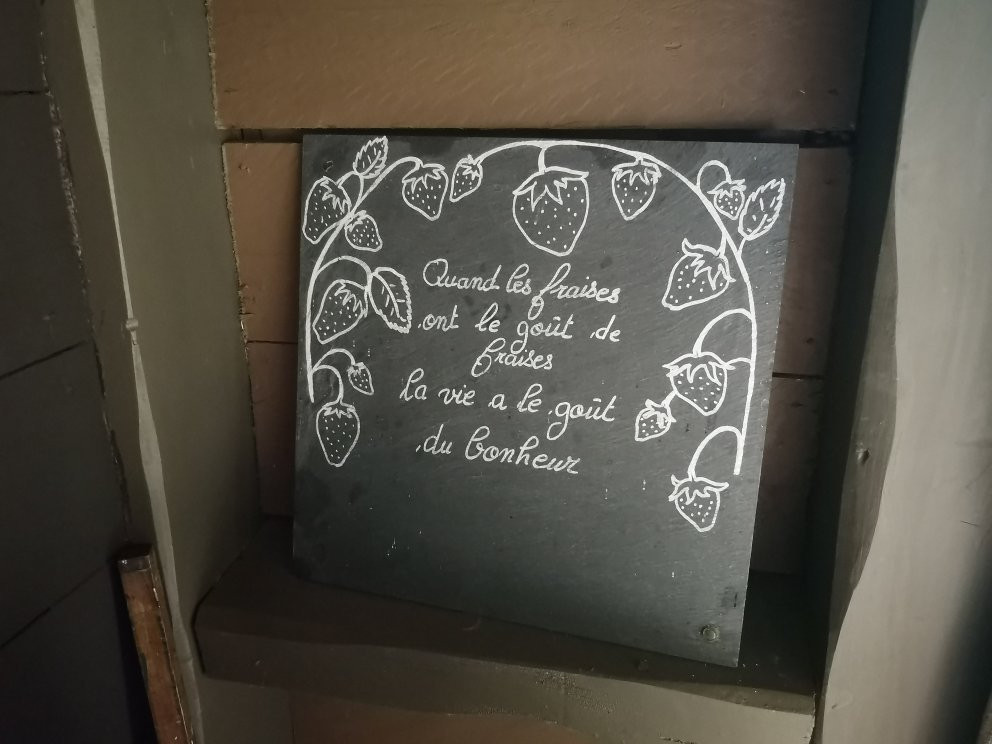 Quand les fraises
ont le goût de
fraises
la vie a le goût
du bonheur